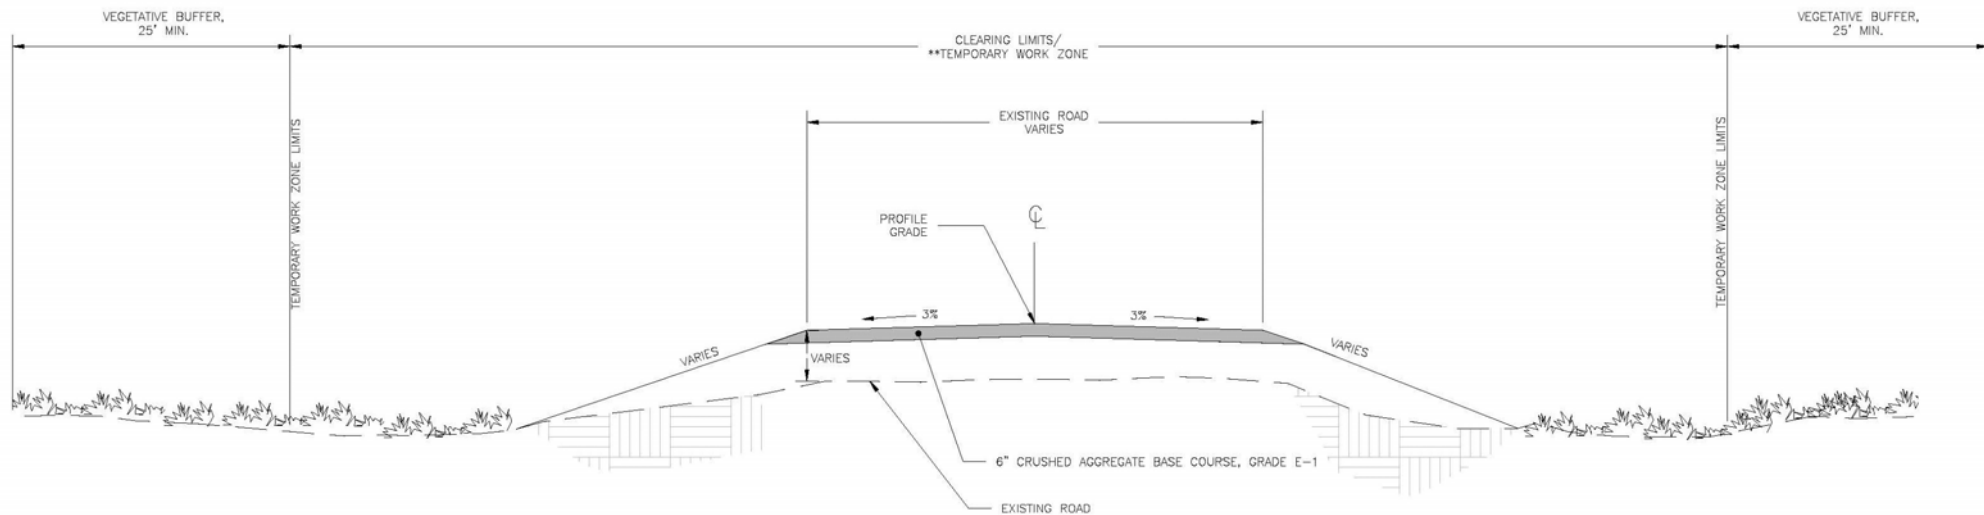 VEGETATIVE BUFFER,
25' MIN.
CLEARING LIMITS/
**TEMPORARY WORK ZONE
VEGETATIVE BUFFER,
25' MIN.
TEMPORARY WORK ZONE LIMITS
EXISTING ROAD
VARIES
TEMPORARY WORK ZONE LIMITS
PROFILE
GRADE
℄
3%
3%
VARIES
VARIES
VARIES
6" CRUSHED AGGREGATE BASE COURSE, GRADE E-1
EXISTING ROAD